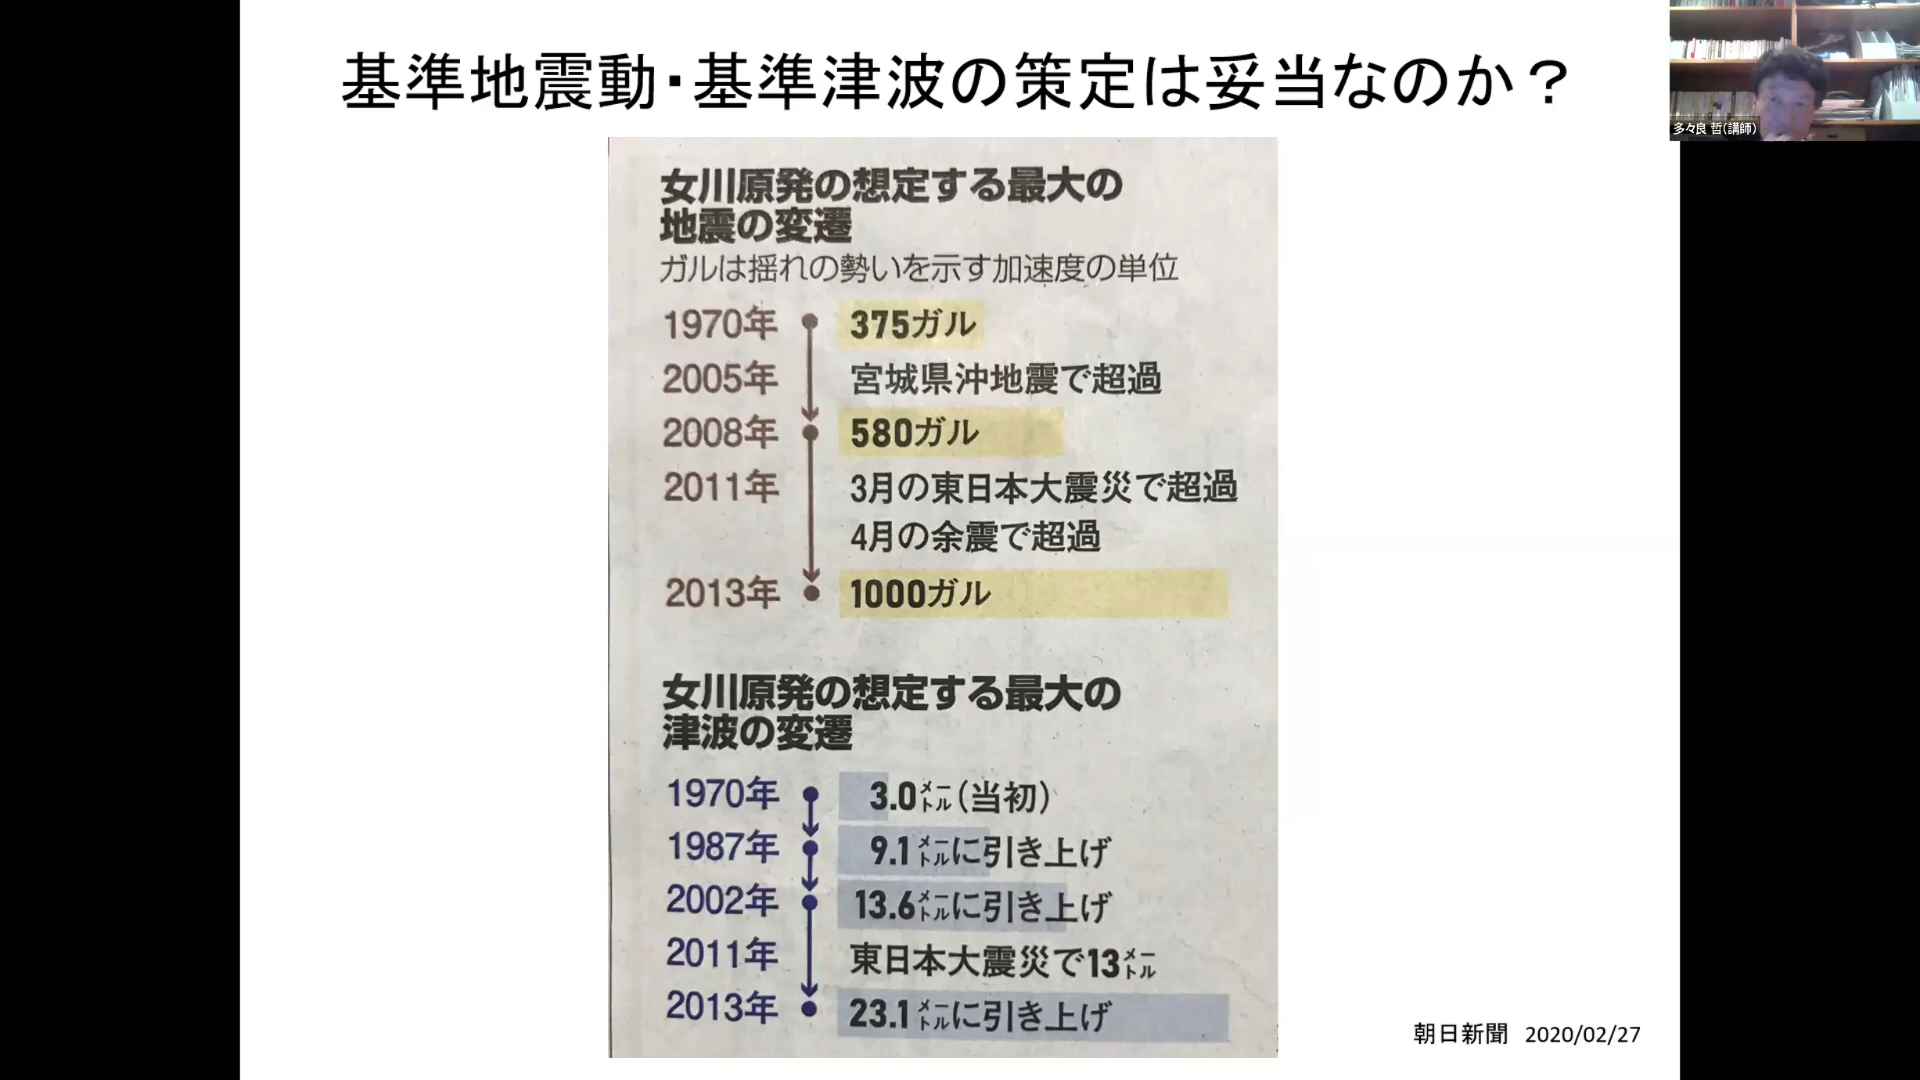 基準地震動・基準津波の策定は妥当なのか？
多々良 哲(講師)
女川原発の想定する最大の
地震の変遷
ガルは揺れの勢いを示す加速度の単位
1970年 375ガル
2005年 宮城県沖地震で超過
2008年 580ガル
2011年 3月の東日本大震災で超過
4月の余震で超過
2013年 1000ガル
女川原発の想定する最大の
津波の変遷
1970年 3.0メートル(当初)
1987年 9.1メートルに引き上げ
2002年 13.6メートルに引き上げ
2011年 東日本大震災で13メートル
2013年 23.1メートルに引き上げ
朝日新聞 2020/02/27